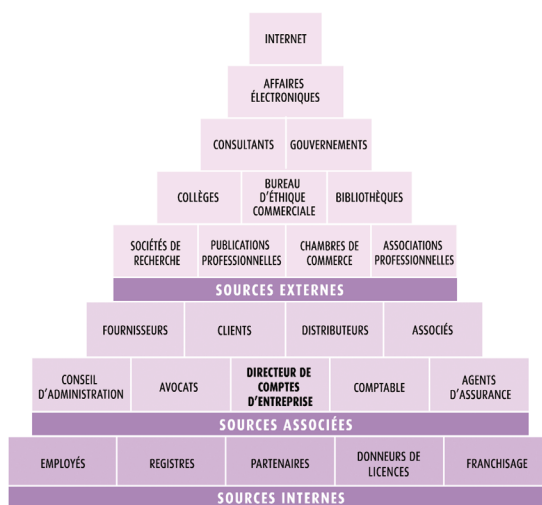 INTERNET
AFFAIRES
ÉLECTRONIQUES
CONSULTANTS
GOUVERNEMENTS
COLLÈGES
BUREAU
D'ÉTHIQUE
COMMERCIALE
BIBLIOTHÈQUES
SOCIÉTÉS DE
RECHERCHE
PUBLICATIONS
PROFESSIONNELLES
CHAMBRES DE
COMMERCE
ASSOCIATIONS
PROFESSIONNELLES
SOURCES EXTERNES
FOURNISSEURS
CLIENTS
DISTRIBUTEURS
ASSOCIÉS
CONSEIL
D'ADMINISTRATION
AVOCATS
DIRECTEUR DE
COMPTES
D'ENTREPRISE
COMPTABLE
AGENTS
D'ASSURANCE
SOURCES ASSOCIÉES
EMPLOYÉS
REGISTRES
PARTENAIRES
DONNEURS DE
LICENCES
FRANCHISAGE
SOURCES INTERNES